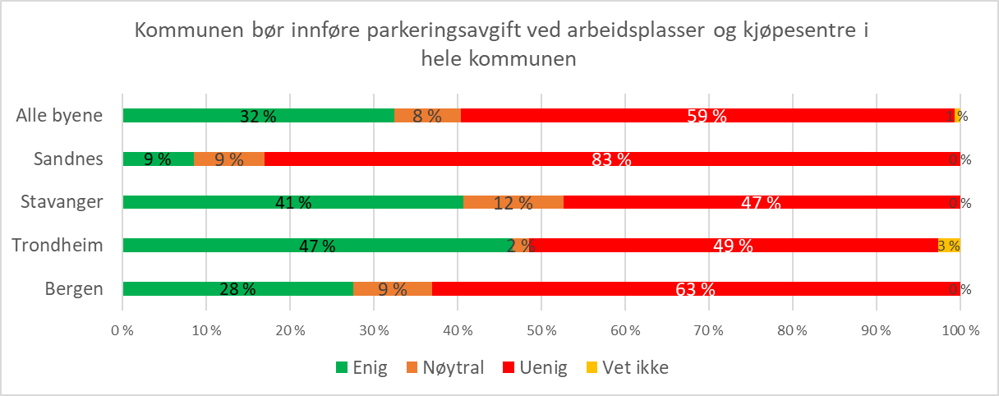 Kommunen bør innføre parkeringsavgift ved arbeidsplasser og kjøpesentre i
hele kommunen
Alle byene 32 % 8 % 59 % 1 %
Sandnes 9 % 9 % 83 % 0 %
Stavanger 41 % 12 % 47 % 0 %
Trondheim 47 % 2 % 49 % 3 %
Bergen 28 % 9 % 63 % 0 %
0 % 10 % 20 % 30 % 40 % 50 % 60 % 70 % 80 % 90 % 100 %
Enig Nøytral Uenig Vet ikke